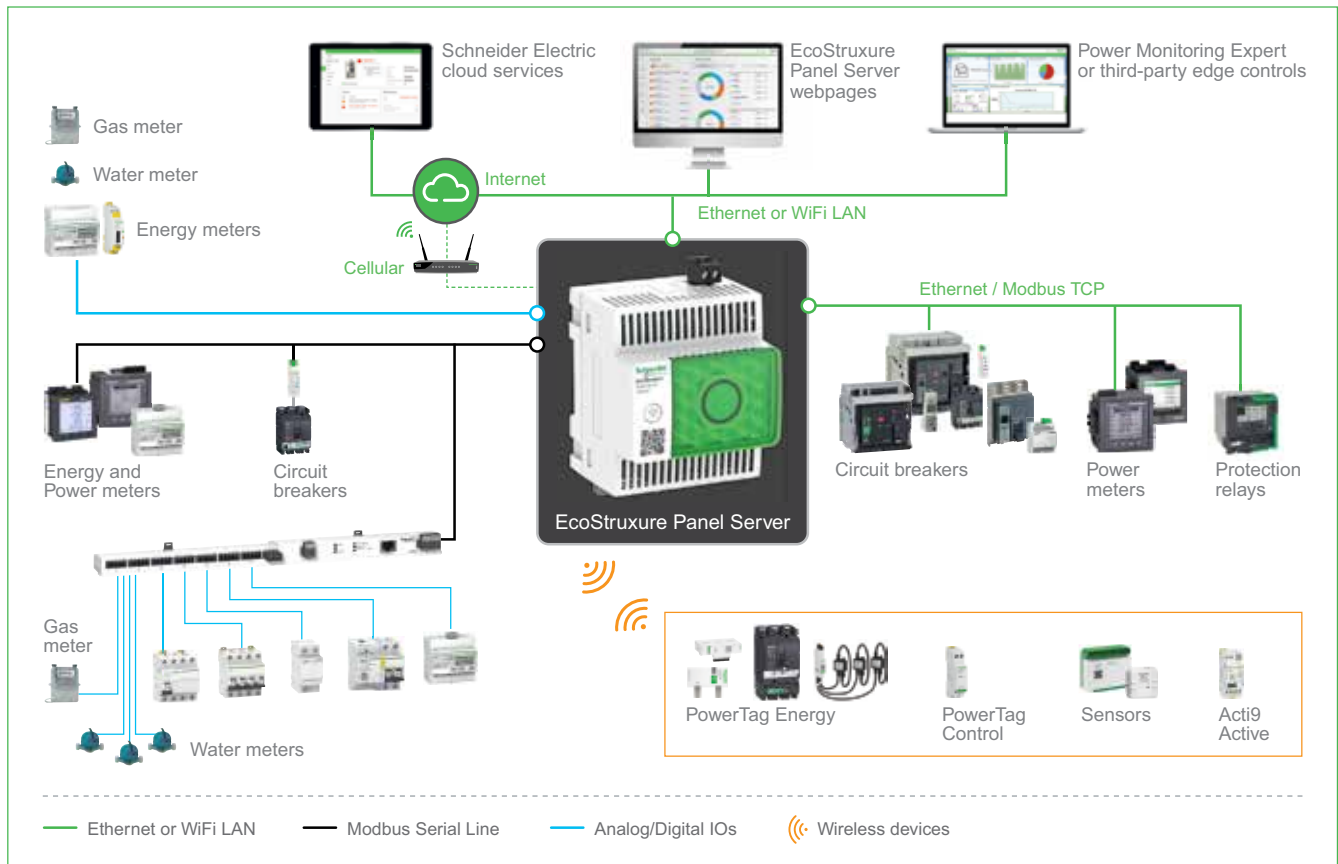 Schneider Electric
cloud services
EcoStruxure
Panel Server
webpages
Power Monitoring Expert
or third-party edge controls
Gas meter
Water meter
Energy meters
Internet
Ethernet or WiFi LAN
Cellular
Ethernet / Modbus TCP
Energy and
Power meters
Circuit
breakers
EcoStruxure Panel Server
Circuit breakers
Power
meters
Protection
relays
Gas
meter
Water meters
PowerTag Energy
PowerTag
Control
Sensors
Acti9
Active
Ethernet or WiFi LAN
Modbus Serial Line
Analog/Digital IOs
Wireless devices